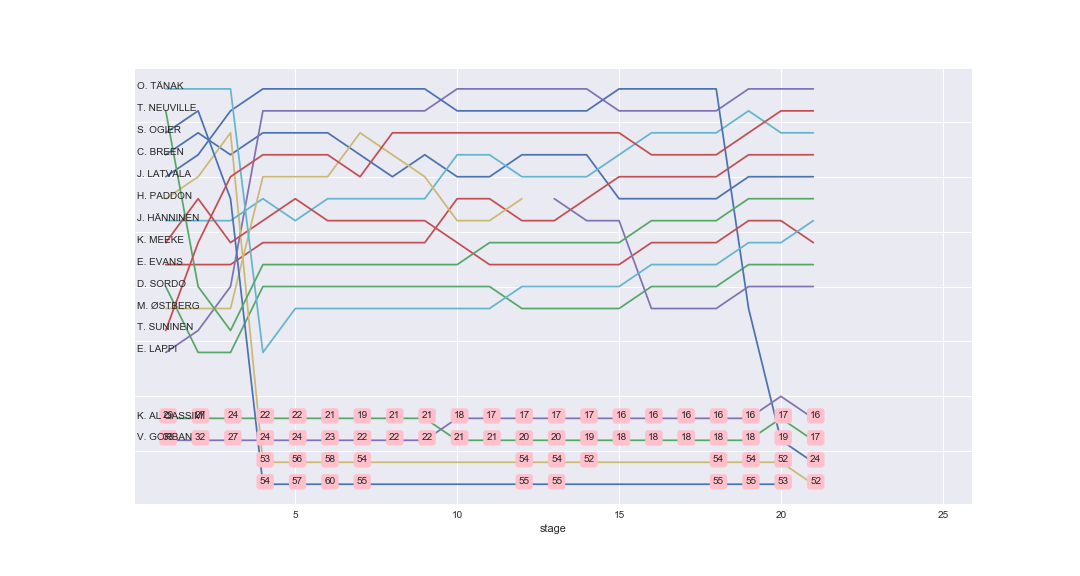 O. TÄNAK
T. NEUVILLE
S. OGIER
C. BREEN
J. LATVALA
H. PADDON
J. HÄNNINEN
K. MEEKE
E. EVANS
D. SORDO
M. ØSTBERG
T. SUNINEN
E. LAPPI
K. AL QASSIMI 24 22 22 21 19 21 21 18 17 17 17 17 16 16 16 16 16 17 16
V. GORBAN 32 27 24 24 23 22 22 22 21 21 20 20 19 18 18 18 18 18 19 17
53 56 58 54 54 54 52 54 54 52 24
54 57 60 55 55 55 55 55 53 52
5 10 15 20 25
stage